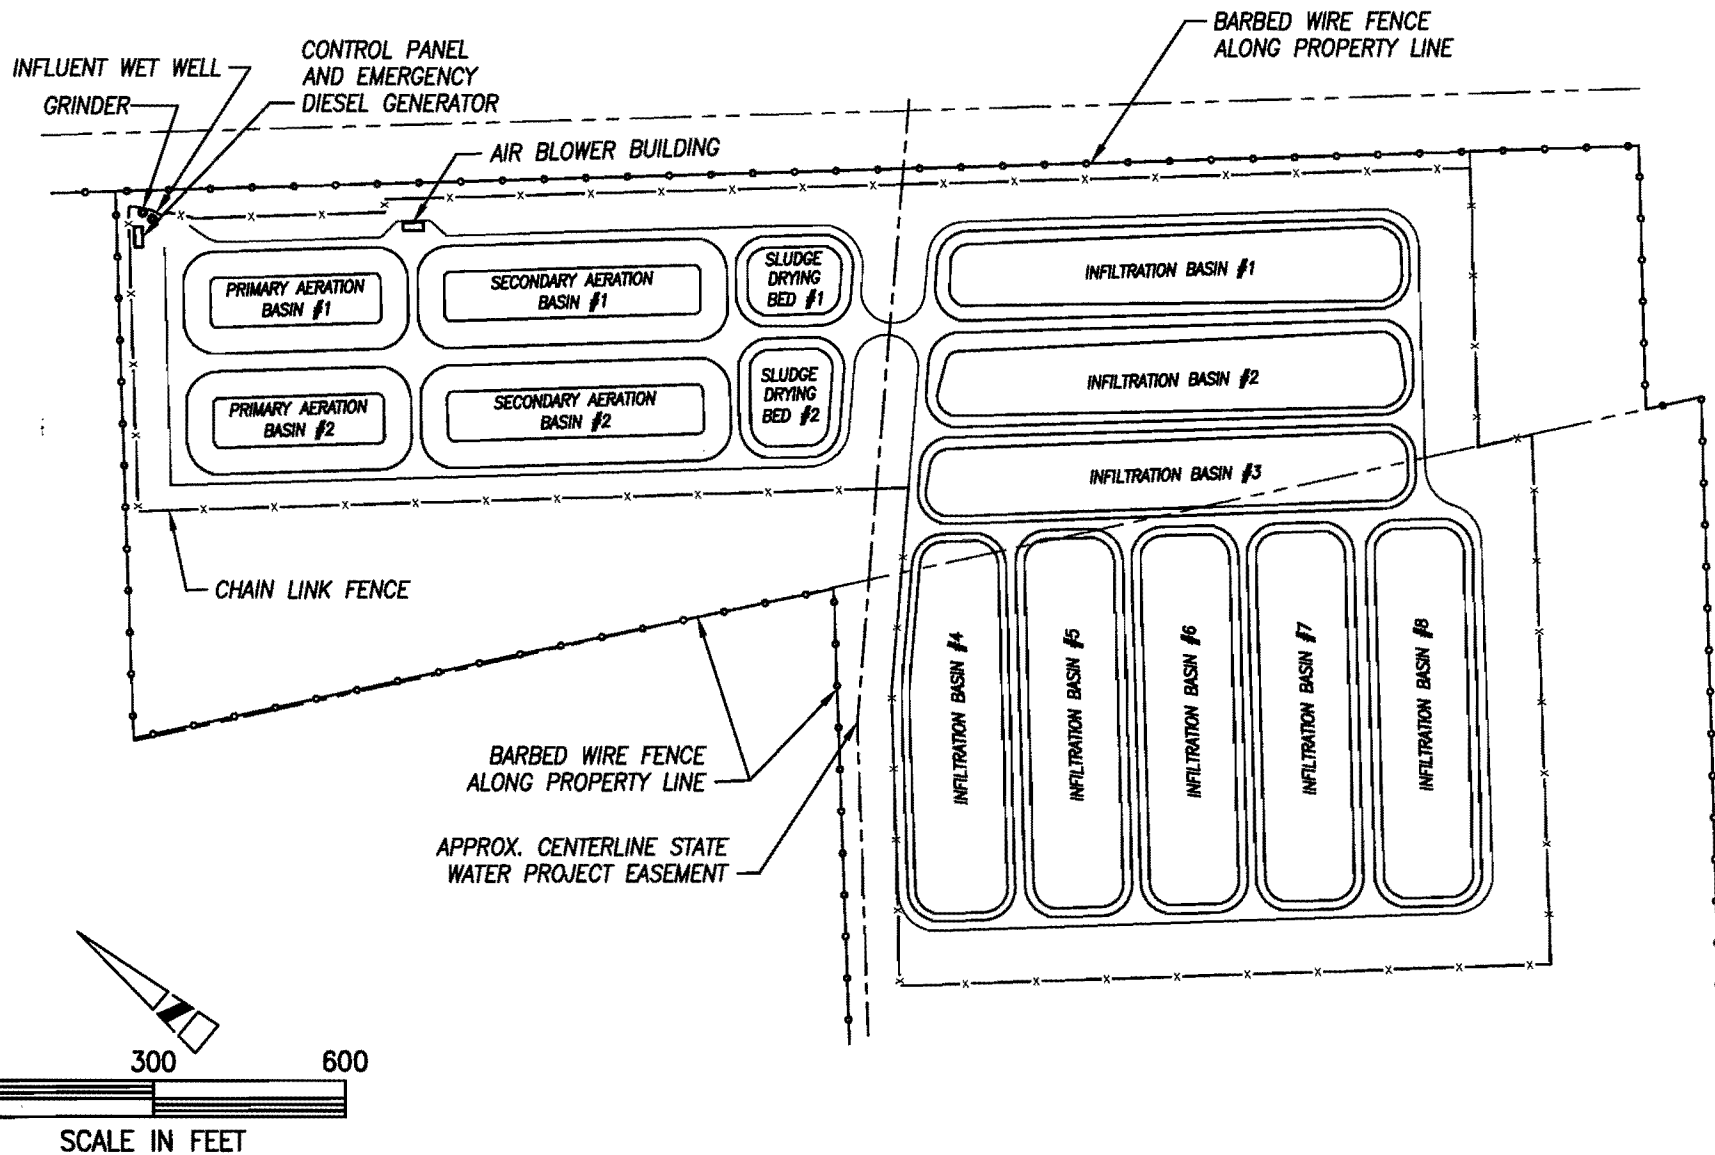 BARBED WIRE FENCE
ALONG PROPERTY LINE
INFLUENT WET WELL
GRINDER
CONTROL PANEL
AND EMERGENCY
DIESEL GENERATOR
AIR BLOWER BUILDING
PRIMARY AERATION
BASIN #1
SECONDARY AERATION
BASIN #1
SLUDGE
DRYING
BED #1
INFILTRATION BASIN #1
PRIMARY AERATION
BASIN #2
SECONDARY AERATION
BASIN #2
SLUDGE
DRYING
BED #2
INFILTRATION BASIN #2
INFILTRATION BASIN #3
CHAIN LINK FENCE
INFILTRATION BASIN #4
INFILTRATION BASIN #5
INFILTRATION BASIN #6
INFILTRATION BASIN #7
INFILTRATION BASIN #8
BARBED WIRE FENCE
ALONG PROPERTY LINE
APPROX. CENTERLINE STATE
WATER PROJECT EASEMENT
300 600
SCALE IN FEET